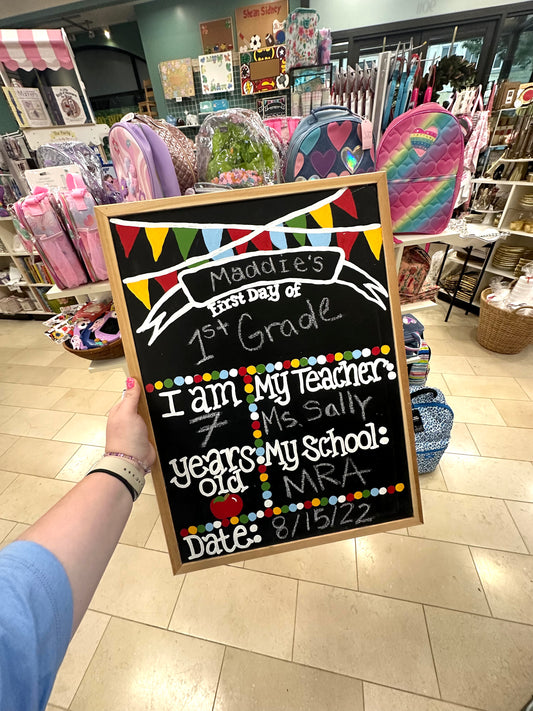 Maddie's
First Day of
1st Grade
I am
7
years
old
My Teacher:
Ms. Sally
My School:
MRA
Date: 8/15/22